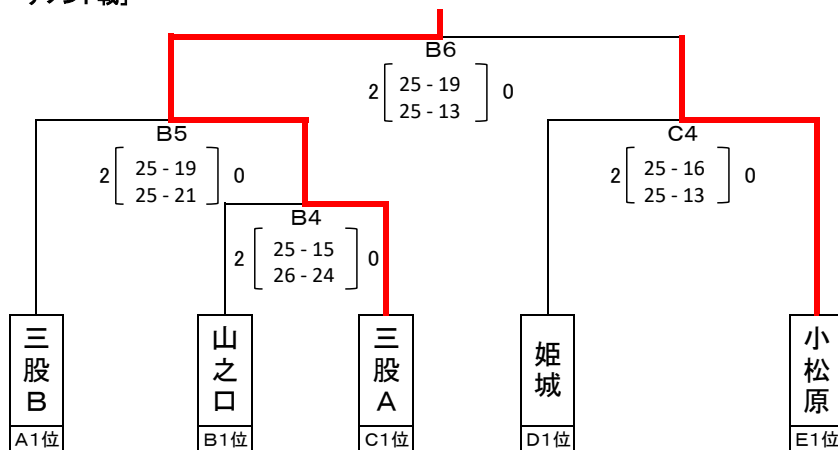 B6
2 25 - 19 0
25 - 13
B5
2 25 - 19 0
25 - 21
C4
2 25 - 16 0
25 - 13
B4
2 25 - 15 0
26 - 24
三股B
山之口
三股A
姫城
小松原
A1位
B1位
C1位
D1位
E1位